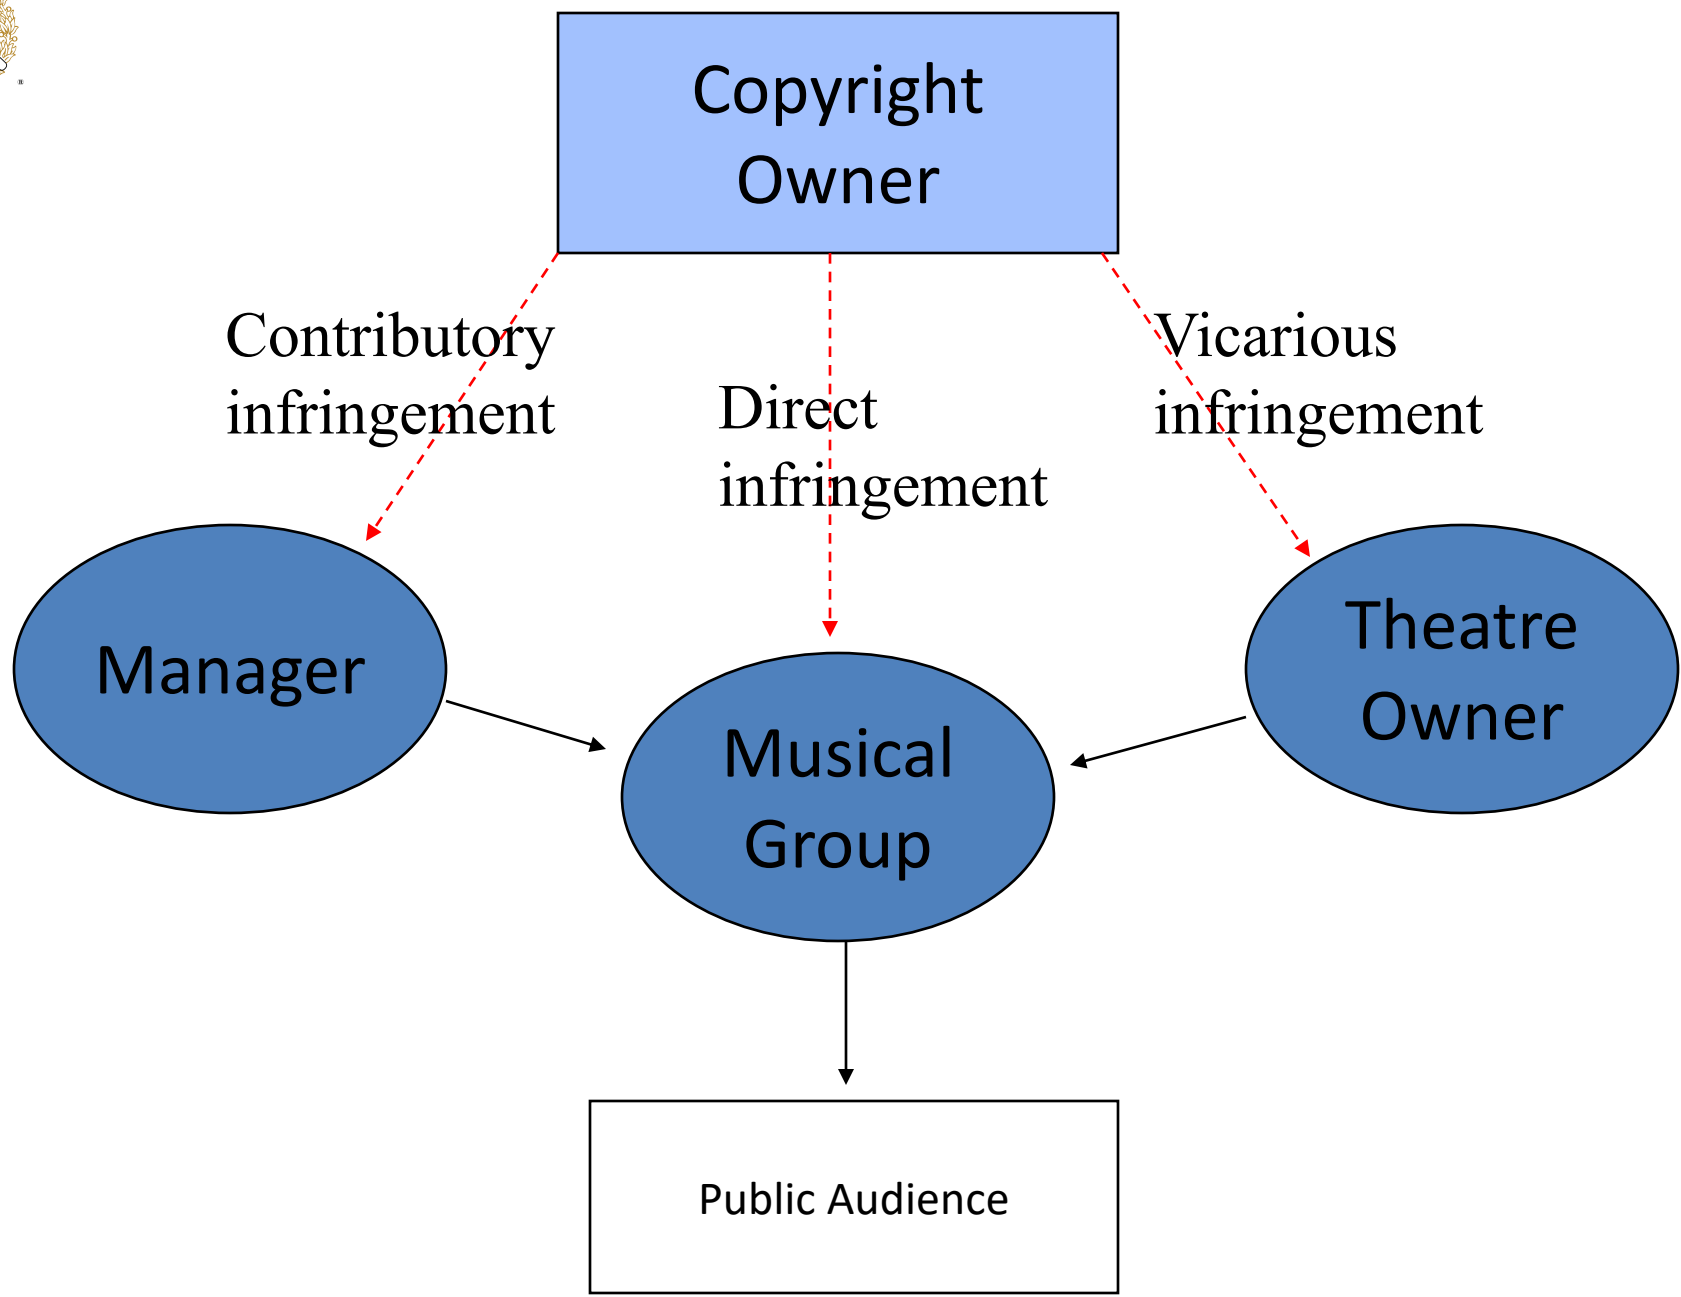 ®
Copyright
Owner
Contributory
infringement
Direct
infringement
Vicarious
infringement
Manager
Musical
Group
Theatre
Owner
Public Audience